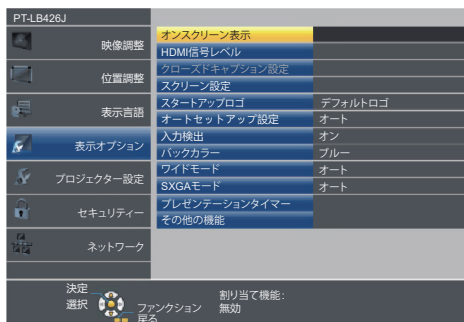 PT-LB426J
映像調整
位置調整
表示言語
表示オプション
プロジェクター設定
セキュリティー
ネットワーク
オンスクリーン表示
HDMI信号レベル
クローズドキャプション設定
スクリーン設定
スタートアップロゴ デフォルトロゴ
オートセットアップ設定 オート
入力検出 オン
バックカラー ブルー
ワイドモード オート
SXGAモード オート
プレゼンテーションタイマー
その他の機能
決定
選択
ファンクション
戻る
割り当て機能:
無効